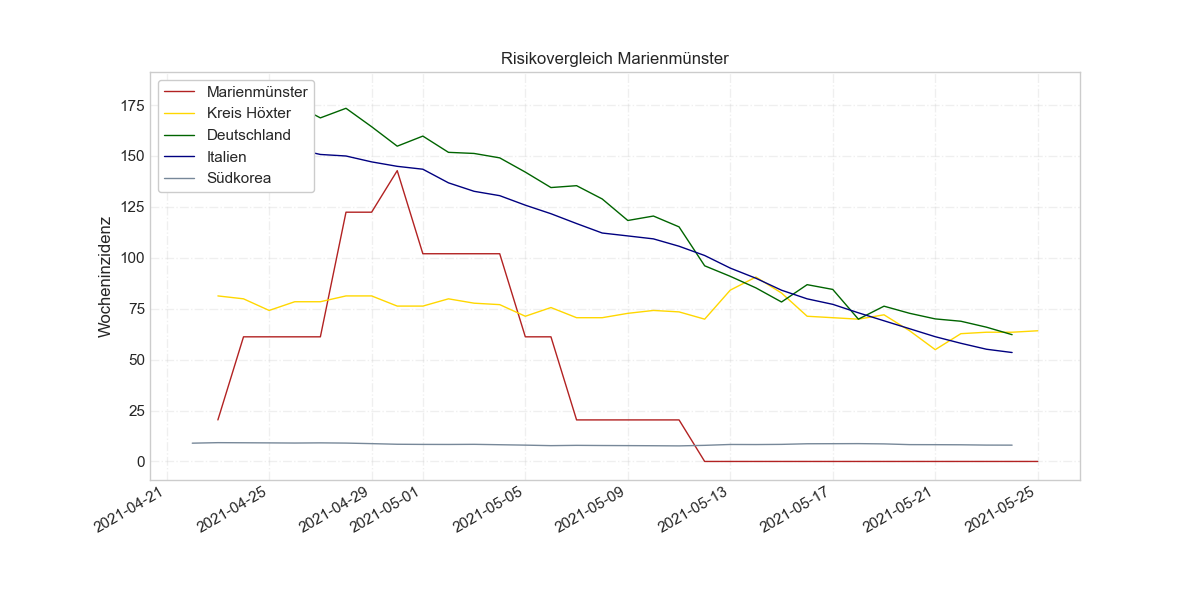 Risikovergleich Marienmünster
Marienmünster
Kreis Höxter
Deutschland
Italien
Südkorea
Wocheninzidenz
175
150
125
100
75
50
25
0
2021-04-21
2021-04-25
2021-04-29
2021-05-01
2021-05-05
2021-05-09
2021-05-13
2021-05-17
2021-05-21
2021-05-25